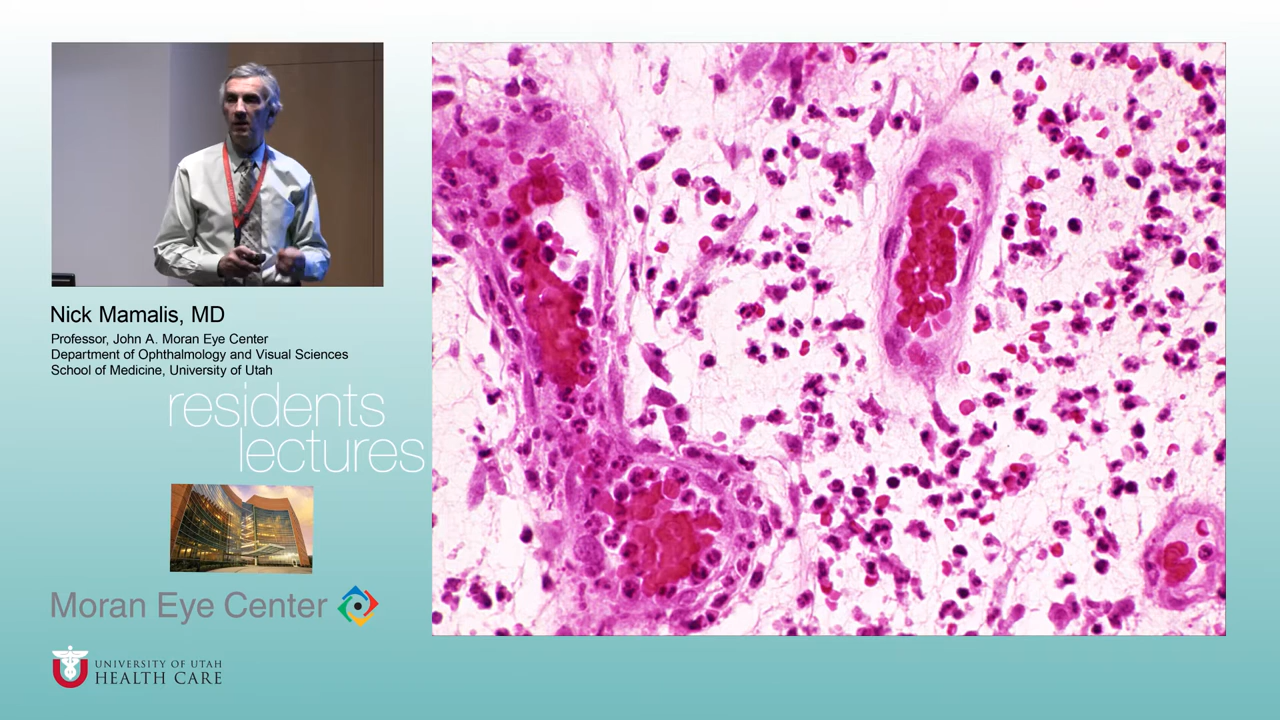 Nick Mamalis, MD
Professor, John A. Moran Eye Center
Department of Ophthalmology and Visual Sciences
School of Medicine, University of Utah
residents
lectures
Moran Eye Center
UNIVERSITY OF UTAH
HEALTH CARE